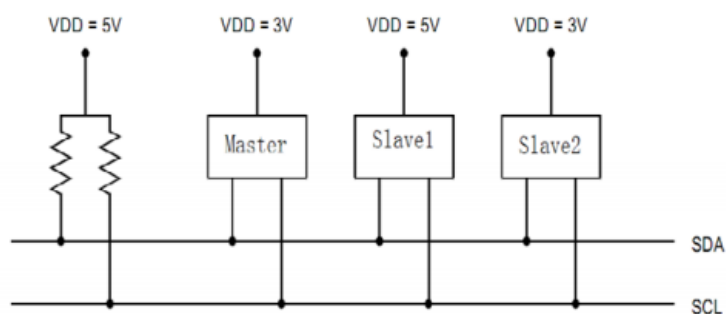 VDD = 5V
VDD = 3V
VDD = 5V
VDD = 3V
Master
Slave1
Slave2
SDA
SCL